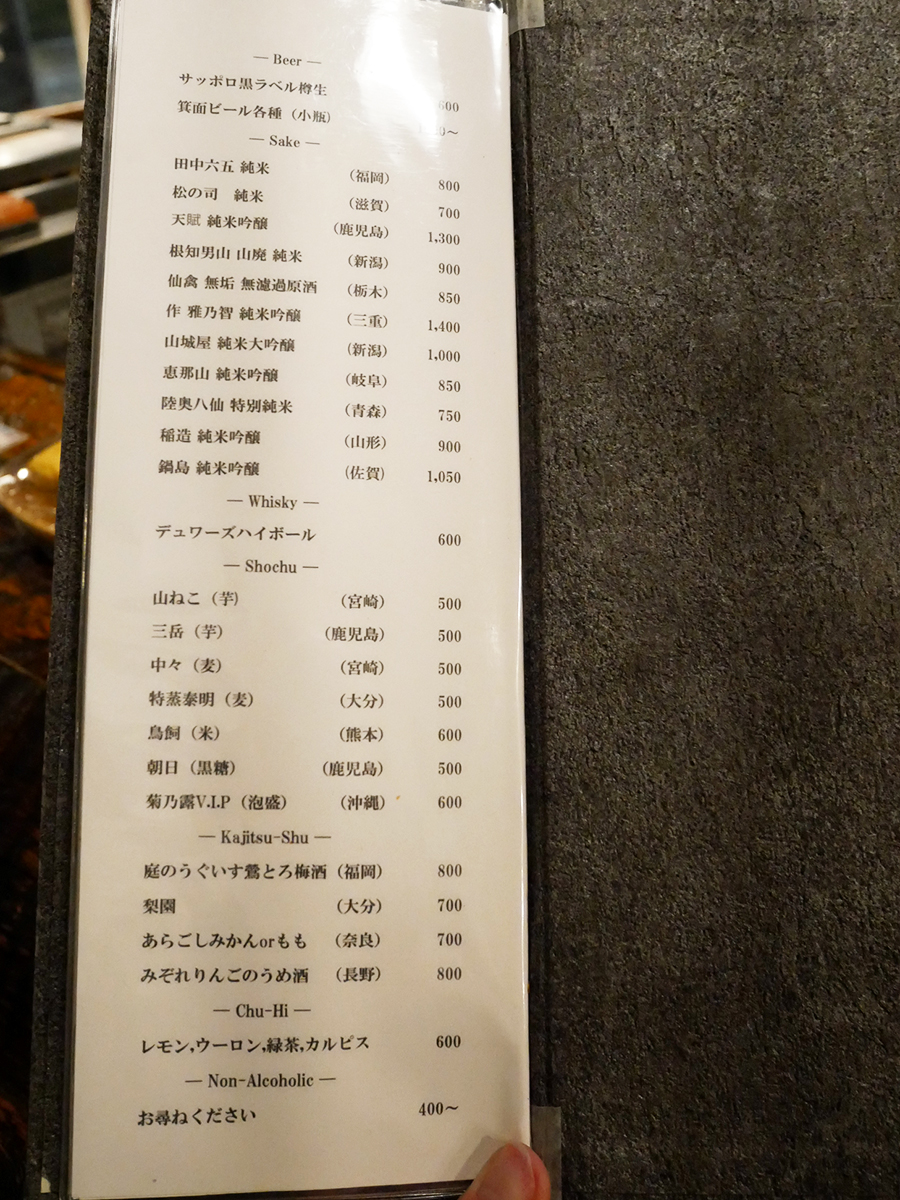 — Beer —
サッポロ黒ラベル樽生 600
箕面ビール各種（小瓶）
— Sake —
田中六五 純米 （福岡） 800
松の司 純米 （滋賀） 700
天賦 純米吟醸 （鹿児島） 1,300
根知男山 山廃 純米 （新潟） 900
仙禽 無垢 無濾過原酒 （栃木） 850
作 雅乃智 純米吟醸 （三重） 1,400
山城屋 純米大吟醸 （新潟） 1,000
恵那山 純米吟醸 （岐阜） 850
陸奥八仙 特別純米 （青森） 750
稲造 純米吟醸 （山形） 900
鍋島 純米吟醸 （佐賀） 1,050
— Whisky —
デュワーズハイボール 600
— Shochu —
山ねこ（芋） （宮崎） 500
三岳（芋） （鹿児島） 500
中々（麦） （宮崎） 500
特蒸泰明（麦） （大分） 500
鳥飼（米） （熊本） 600
朝日（黒糖） （鹿児島） 500
菊乃露V.I.P（泡盛） （沖縄） 600
— Kajitsu-Shu —
庭のうぐいす鶯とろ梅酒（福岡） 800
梨園 （大分） 700
あらごしみかんorもも （奈良） 700
みぞれりんごのうめ酒 （長野） 800
— Chu-Hi —
レモン,ウーロン,緑茶,カルピス 600
— Non-Alcoholic —
お尋ねください 400～